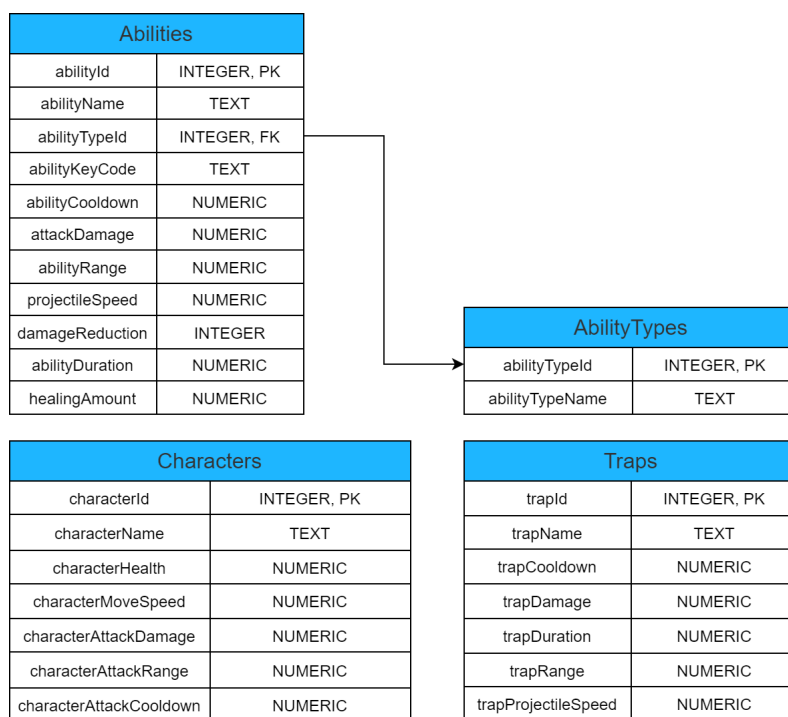 Abilities
abilityId INTEGER, PK
abilityName TEXT
abilityTypeId INTEGER, FK
abilityKeyCode TEXT
abilityCooldown NUMERIC
attackDamage NUMERIC
abilityRange NUMERIC
projectileSpeed NUMERIC
damageReduction INTEGER
abilityDuration NUMERIC
healingAmount NUMERIC
AbilityTypes
abilityTypeId INTEGER, PK
abilityTypeName TEXT
Characters
characterId INTEGER, PK
characterName TEXT
characterHealth NUMERIC
characterMoveSpeed NUMERIC
characterAttackDamage NUMERIC
characterAttackRange NUMERIC
characterAttackCooldown NUMERIC
Traps
trapId INTEGER, PK
trapName TEXT
trapCooldown NUMERIC
trapDamage NUMERIC
trapDuration NUMERIC
trapRange NUMERIC
trapProjectileSpeed NUMERIC